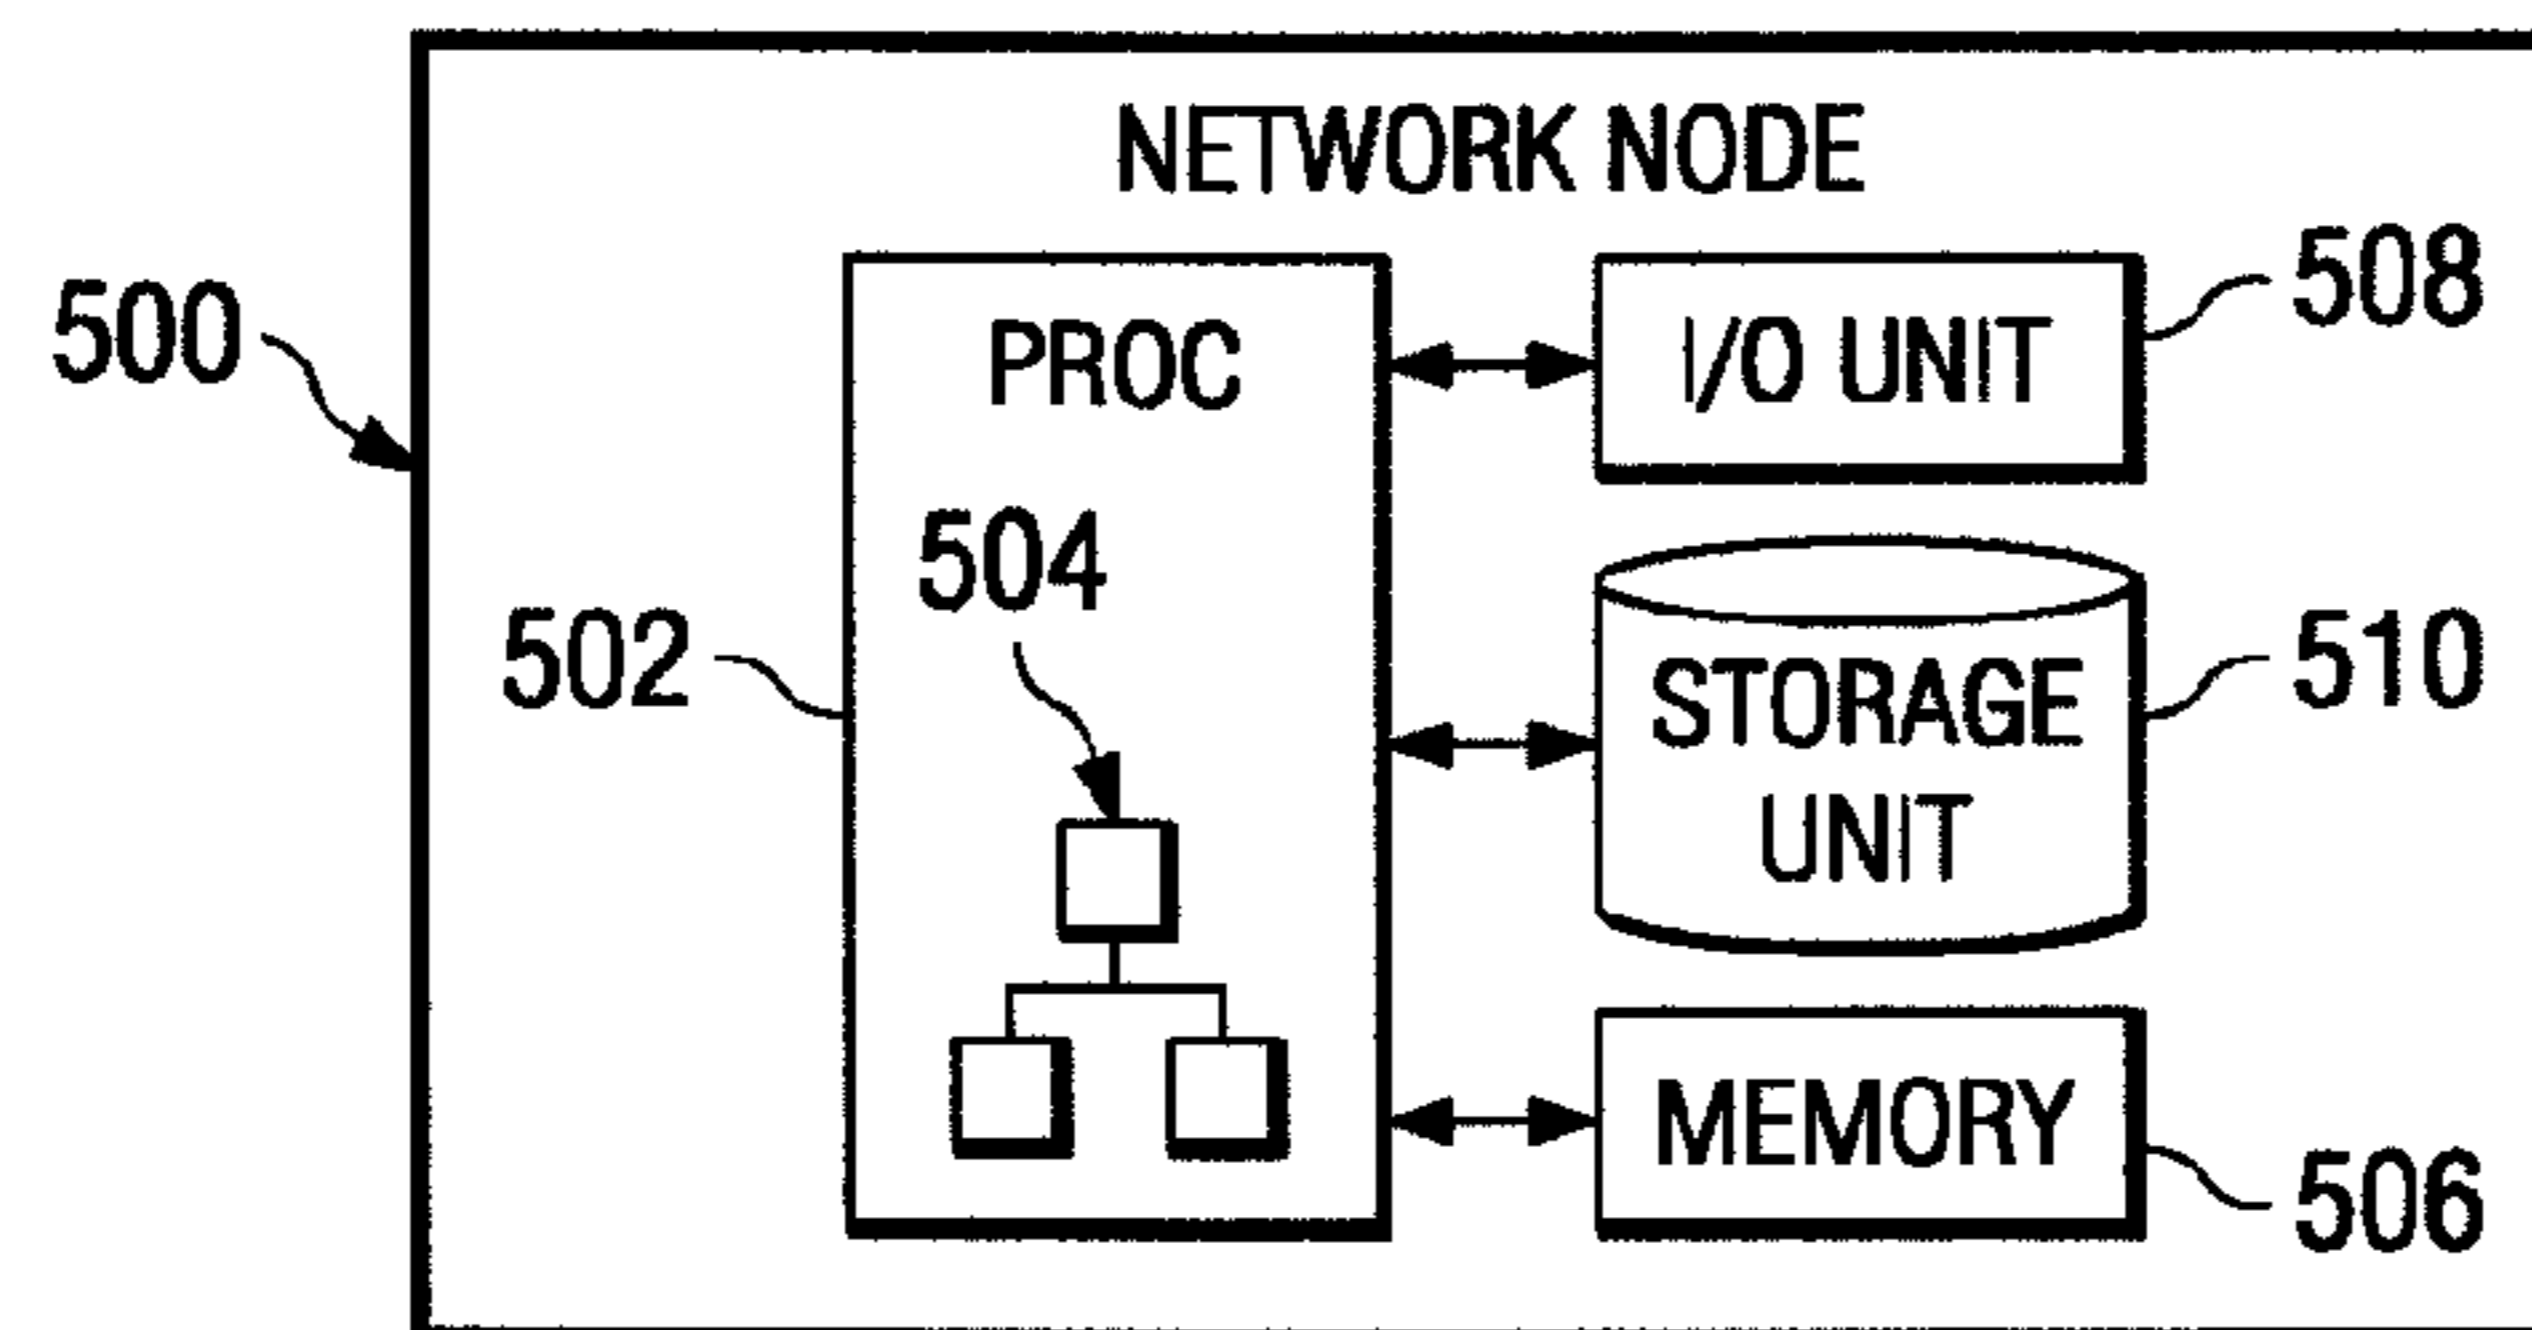 NETWORK NODE
500
PROC
I/O UNIT
508
504
502
STORAGE
UNIT
510
MEMORY
506